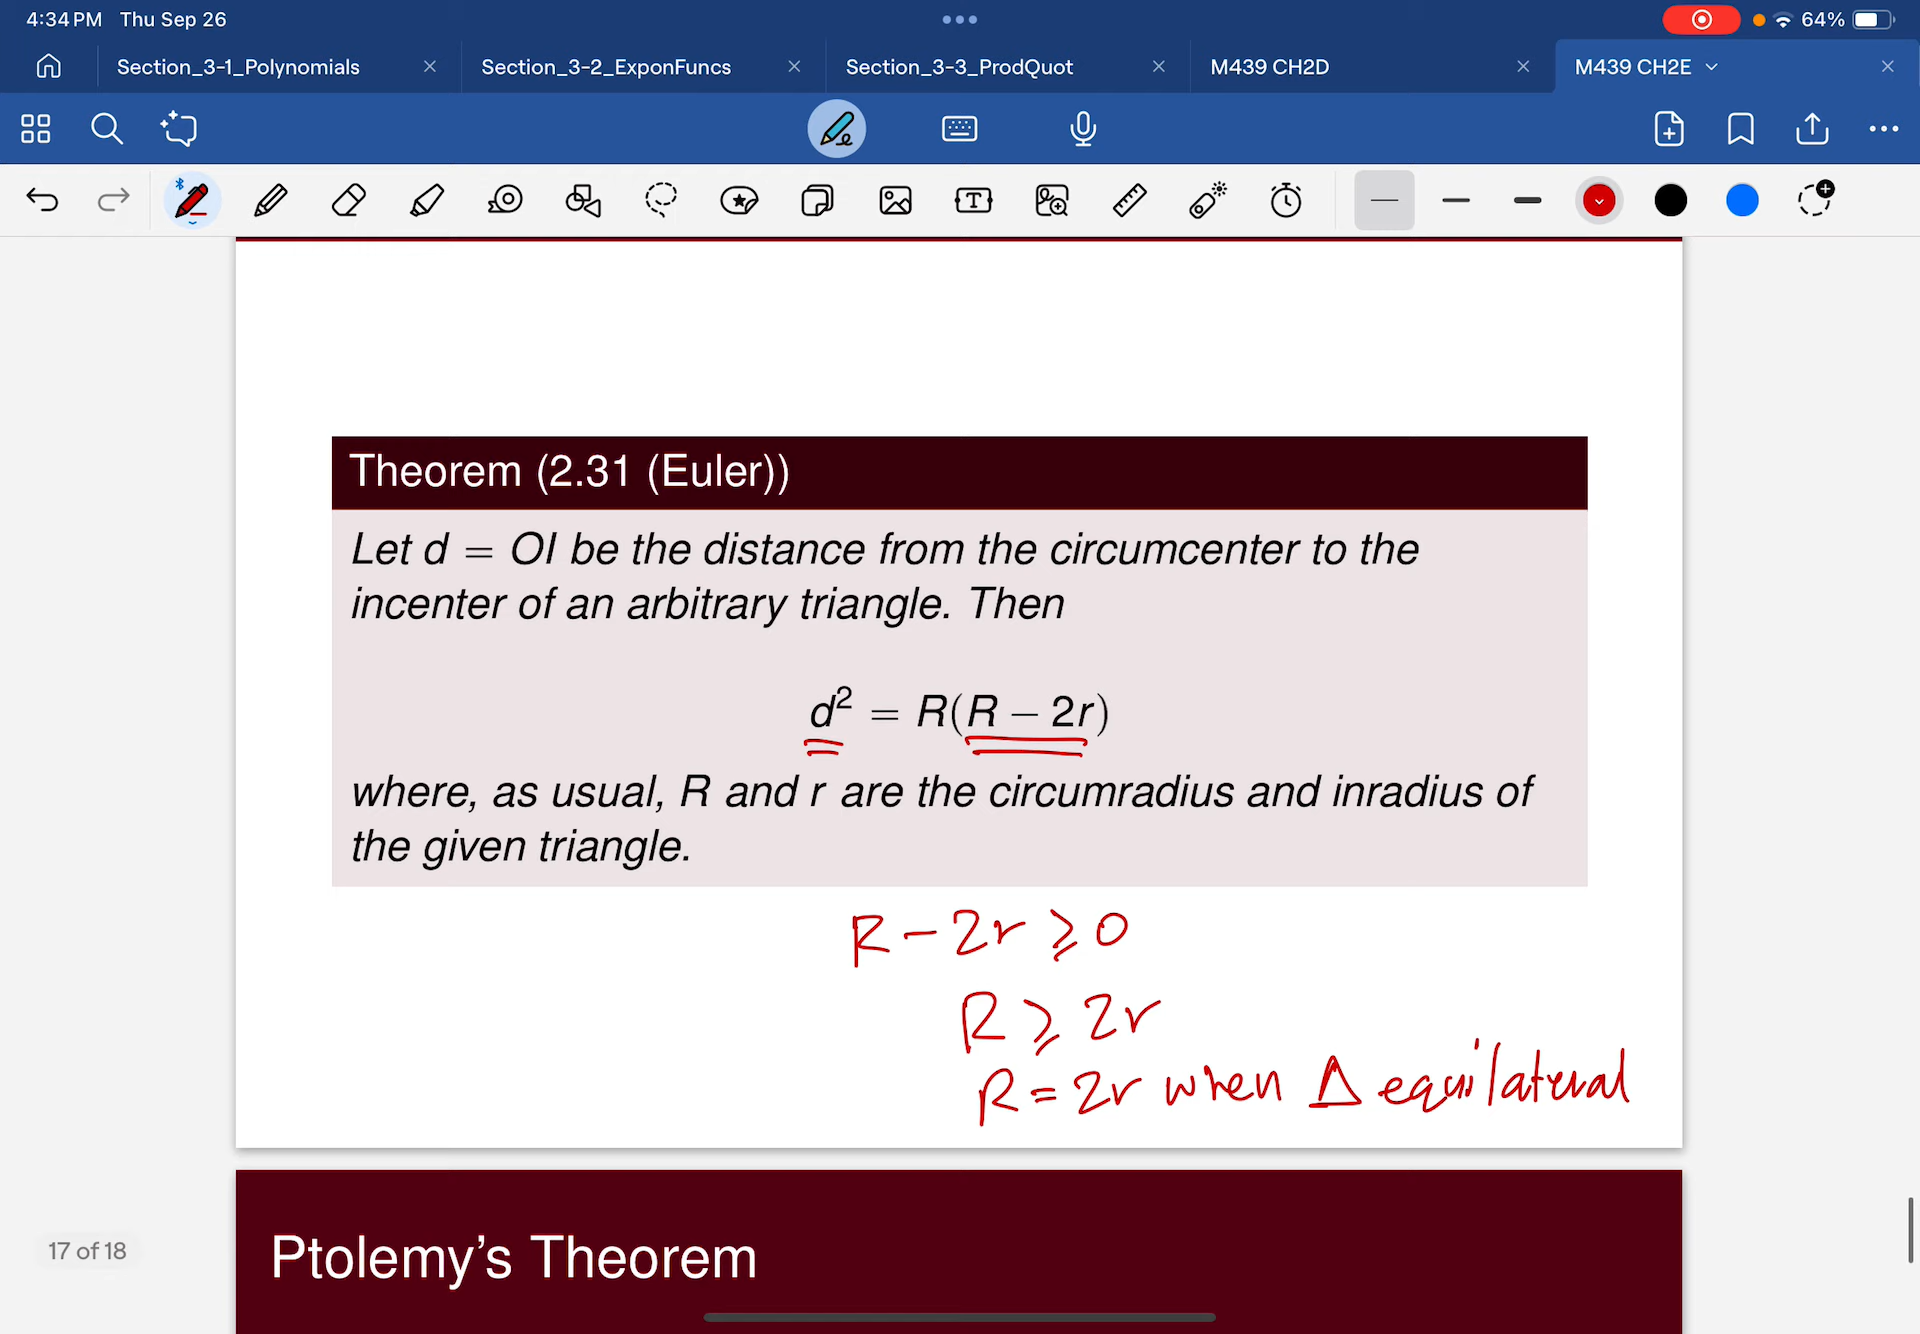 4:34 PM Thu Sep 26
64%
Section_3-1_Polynomials
Section_3-2_ExponFuncs
Section_3-3_ProdQuot
M439 CH2D
M439 CH2E
Theorem (2.31 (Euler))
Let d = OI be the distance from the circumcenter to the
incenter of an arbitrary triangle. Then
d² = R(R − 2r)
where, as usual, R and r are the circumradius and inradius of
the given triangle.
R − 2r ⩾ 0
R ⩾ 2r
R = 2r when Δ equilateral
17 of 18
Ptolemy’s Theorem